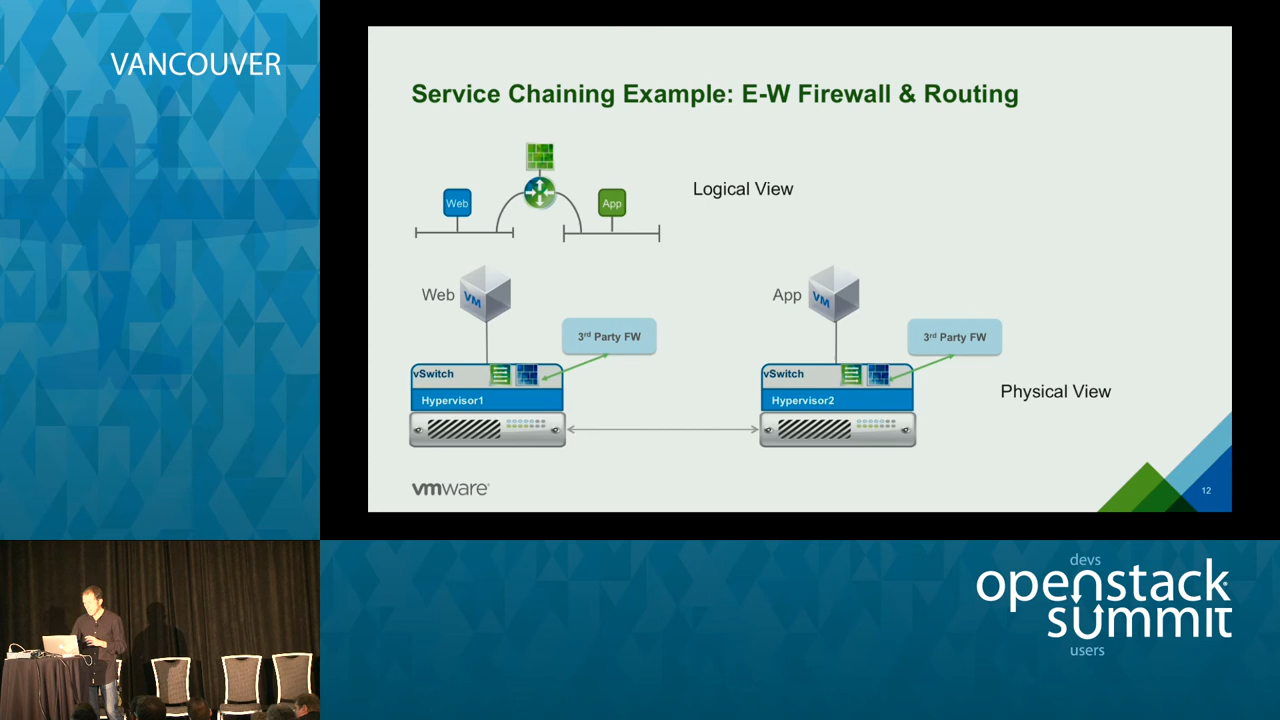 VANCOUVER
Service Chaining Example: E-W Firewall & Routing
Logical View
Web
App
Web
VM
App
VM
3rd Party FW
3rd Party FW
vSwitch
vSwitch
Hypervisor1
Hypervisor2
Physical View
vmware
12
devs
openstack
summit
users